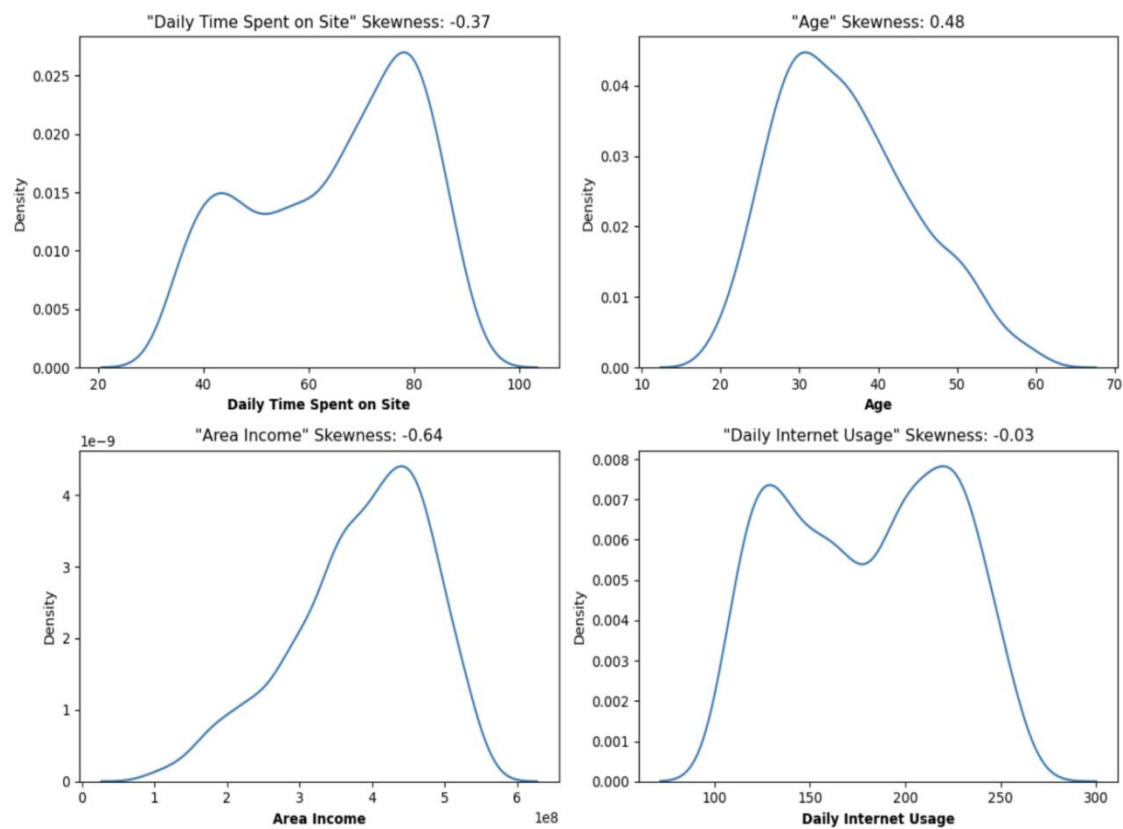 "Daily Time Spent on Site" Skewness: -0.37
Density
0.025
0.020
0.015
0.010
0.005
0.000
20 40 60 80 100
Daily Time Spent on Site
"Age" Skewness: 0.48
Density
0.04
0.03
0.02
0.01
0.00
10 20 30 40 50 60 70
Age
"Area Income" Skewness: -0.64
1e−9
Density
4
3
2
1
0
0 1 2 3 4 5 6
1e8
Area Income
"Daily Internet Usage" Skewness: -0.03
Density
0.008
0.007
0.006
0.005
0.004
0.003
0.002
0.001
0.000
100 150 200 250 300
Daily Internet Usage